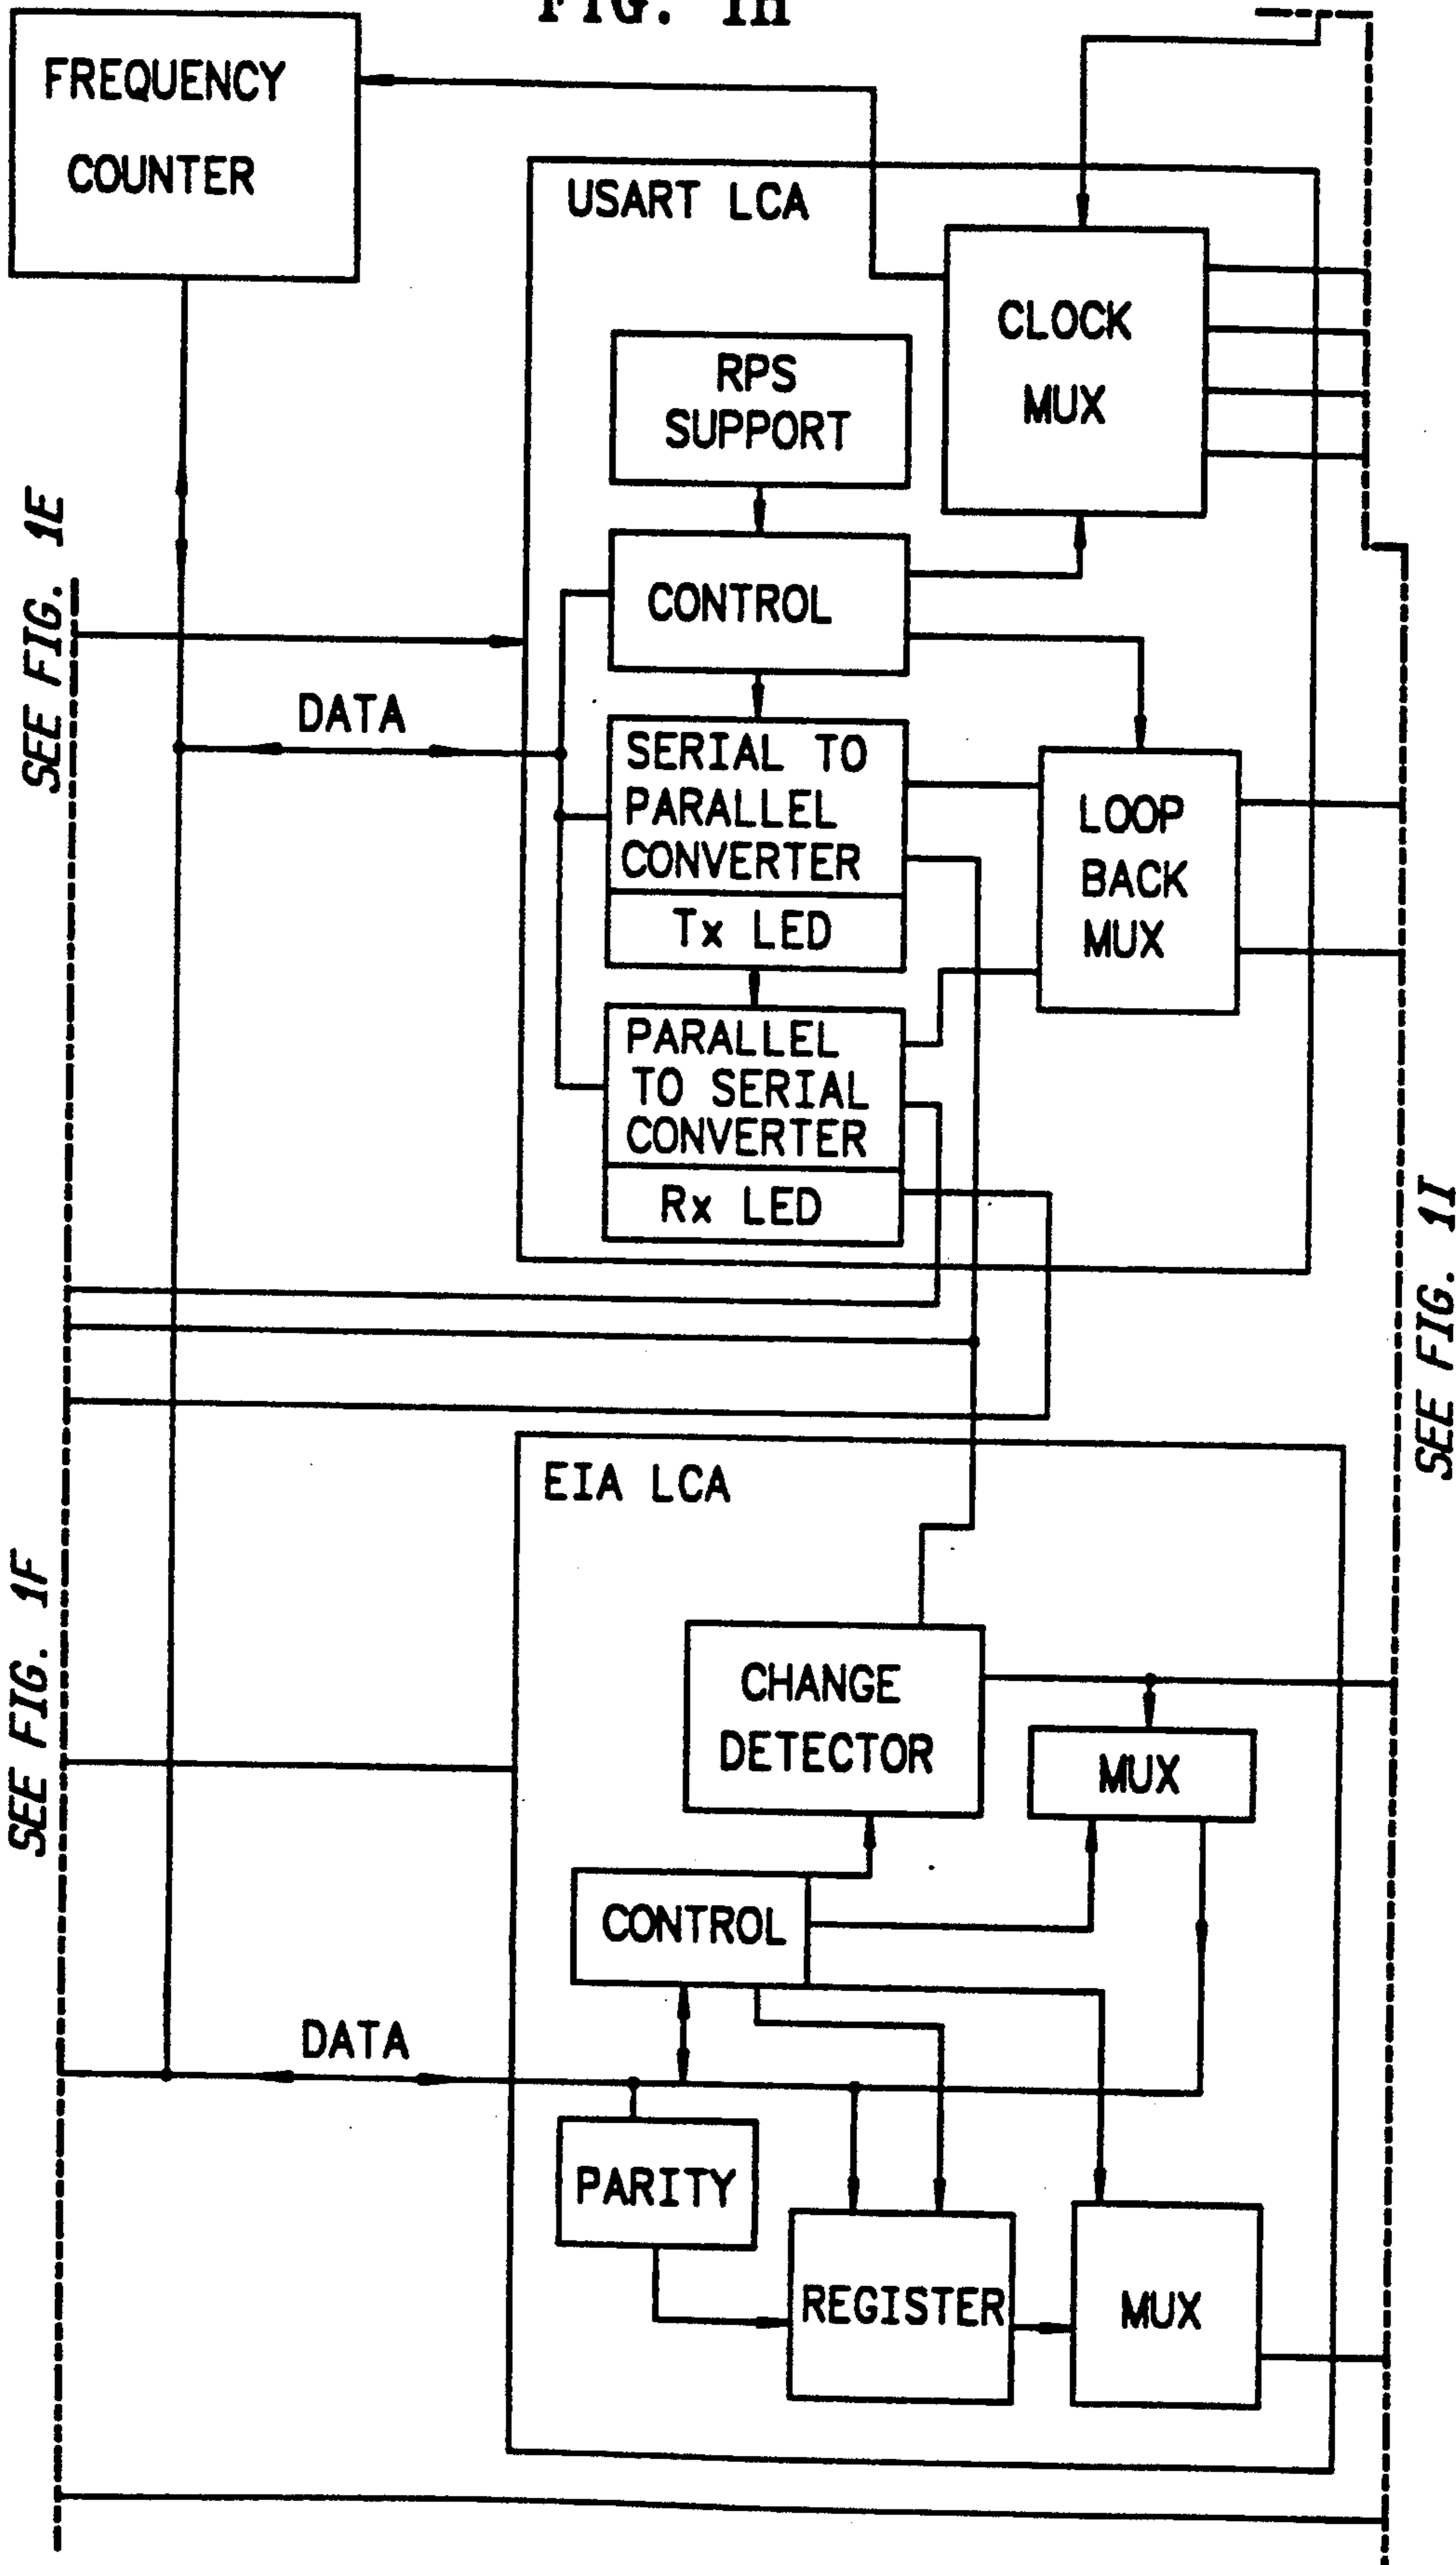 FIG. 1H
FREQUENCY
COUNTER
USART LCA
CLOCK
MUX
RPS
SUPPORT
CONTROL
SEE FIG. 1E
DATA
SERIAL TO
PARALLEL
CONVERTER
Tx LED
LOOP
BACK
MUX
PARALLEL
TO SERIAL
CONVERTER
Rx LED
SEE FIG. 1I
EIA LCA
SEE FIG. 1F
CHANGE
DETECTOR
MUX
CONTROL
DATA
PARITY
REGISTER
MUX